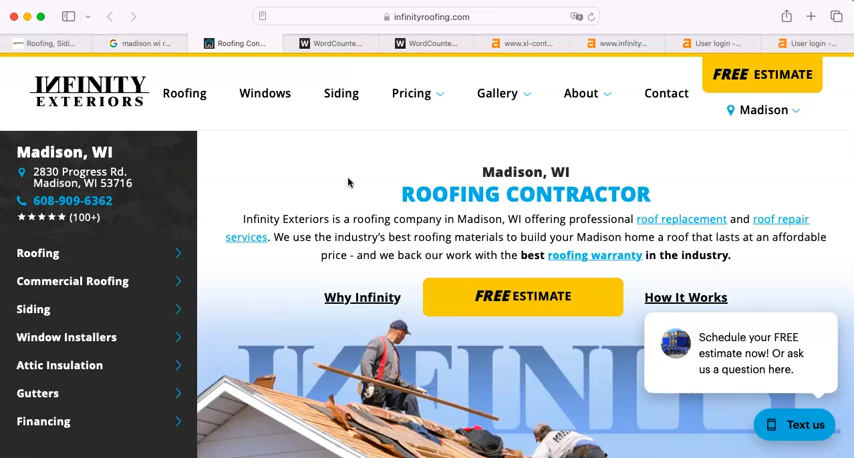 infinityroofing.com
Roofing, Sidi...
madison wi r...
Roofing Con...
WordCounte...
WordCounte...
www.xl-cont...
www.infinity...
User login -...
User login -...
INFINITY
EXTERIORS
Roofing
Windows
Siding
Pricing
Gallery
About
Contact
FREE ESTIMATE
Madison
Madison, WI
2830 Progress Rd.
Madison, WI 53716
608-909-6362
★★★★★ (100+)
Roofing
Commercial Roofing
Siding
Window Installers
Attic Insulation
Gutters
Financing
Madison, WI
ROOFING CONTRACTOR
Infinity Exteriors is a roofing company in Madison, WI offering professional roof replacement and roof repair
services. We use the industry's best roofing materials to build your Madison home a roof that lasts at an affordable
price - and we back our work with the best roofing warranty in the industry.
Why Infinity
FREE ESTIMATE
How It Works
INFINITY
Schedule your FREE
estimate now! Or ask
us a question here.
Text us